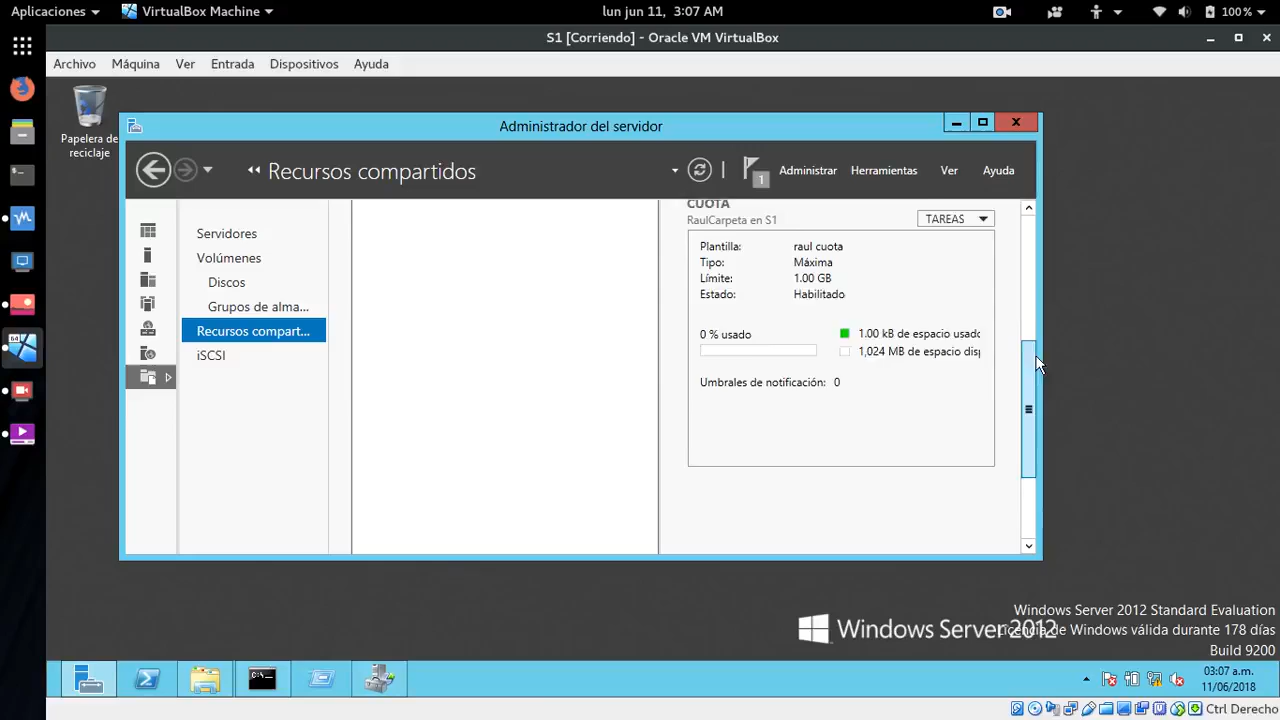 Aplicaciones
VirtualBox Machine
lun jun 11, 3:07 AM
100%
S1 [Corriendo] - Oracle VM VirtualBox
Archivo
Máquina
Ver
Entrada
Dispositivos
Ayuda
Papelera de
reciclaje
Administrador del servidor
Recursos compartidos
1
Administrar
Herramientas
Ver
Ayuda
Servidores
Volúmenes
Discos
Grupos de alma...
Recursos compart...
iSCSI
CUOTA
RaulCarpeta en S1
TAREAS
Plantilla: raul cuota
Tipo: Máxima
Límite: 1.00 GB
Estado: Habilitado
0 % usado
1.00 kB de espacio usado
1,024 MB de espacio disp
Umbrales de notificación: 0
Windows Server 2012
Windows Server 2012 Standard Evaluation
Licencia de Windows válida durante 178 días
Build 9200
03:07 a.m.
11/06/2018
Ctrl Derecho